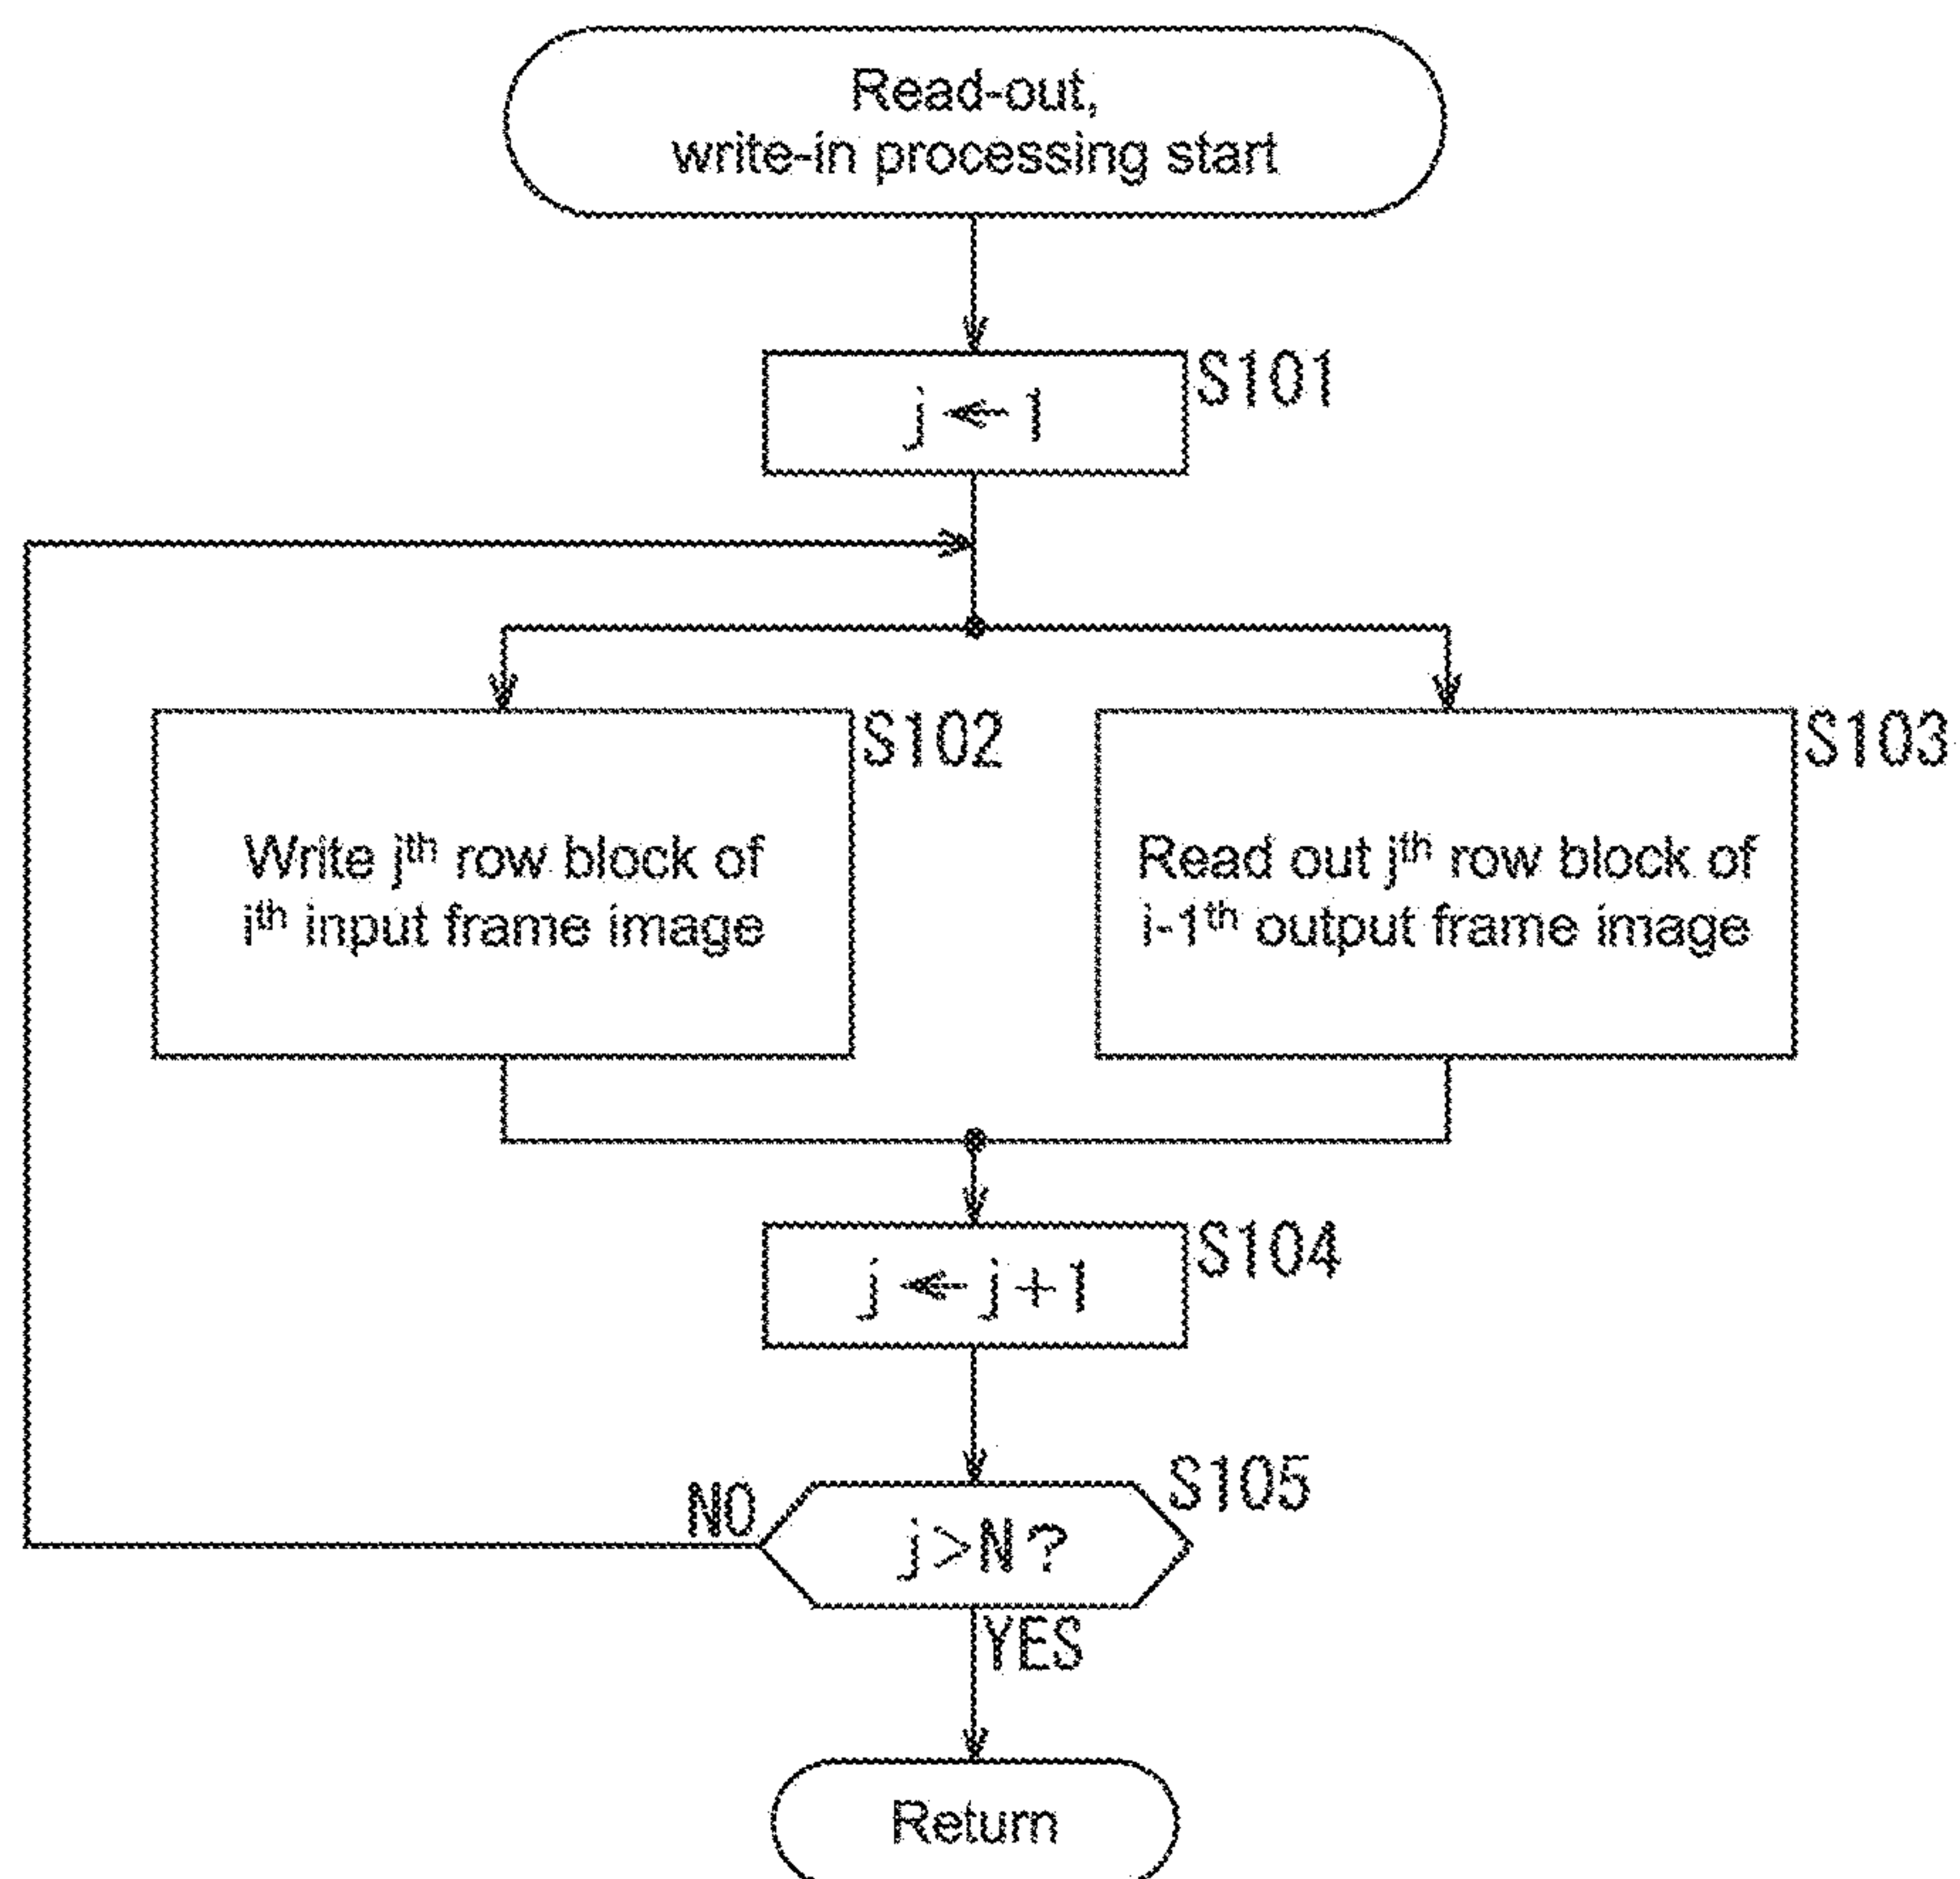 Read-out,
write-in processing start
S101
j ← 1
S102
Write jth row block of
ith input frame image
S103
Read out jth row block of
i-1th output frame image
S104
j ← j + 1
S105
j > N ?
NO
YES
Return